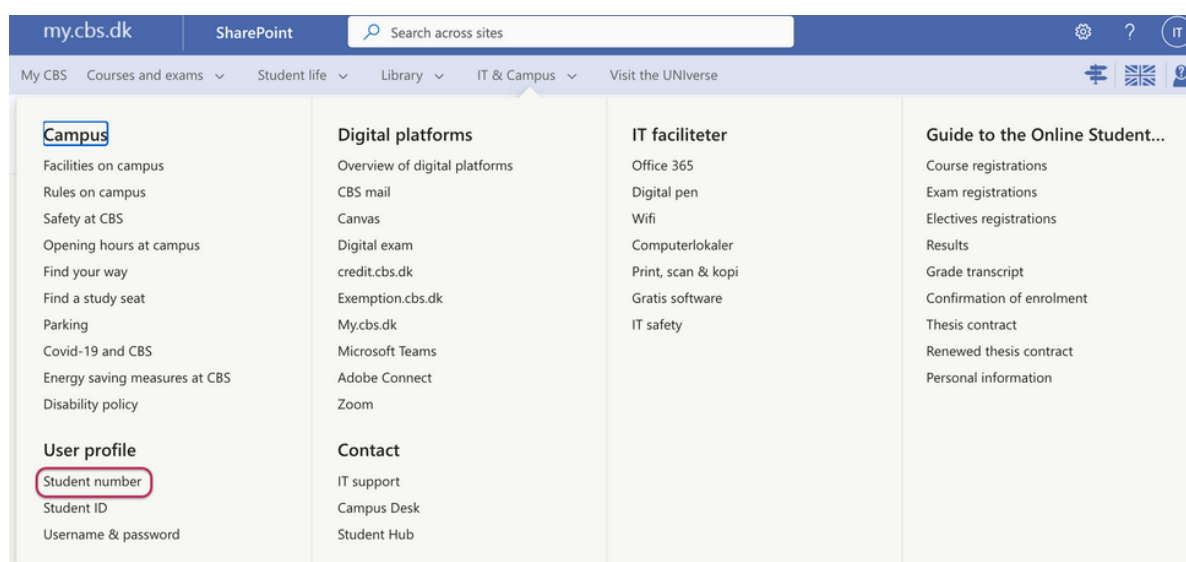 my.cbs.dk SharePoint Search across sites ? IT
My CBS Courses and exams Student life Library IT & Campus Visit the UNIverse
Campus
Facilities on campus
Rules on campus
Safety at CBS
Opening hours at campus
Find your way
Find a study seat
Parking
Covid-19 and CBS
Energy saving measures at CBS
Disability policy
User profile
Student number
Student ID
Username & password
Digital platforms
Overview of digital platforms
CBS mail
Canvas
Digital exam
credit.cbs.dk
Exemption.cbs.dk
My.cbs.dk
Microsoft Teams
Adobe Connect
Zoom
Contact
IT support
Campus Desk
Student Hub
IT faciliteter
Office 365
Digital pen
Wifi
Computerlokaler
Print, scan & kopi
Gratis software
IT safety
Guide to the Online Student...
Course registrations
Exam registrations
Electives registrations
Results
Grade transcript
Confirmation of enrolment
Thesis contract
Renewed thesis contract
Personal information